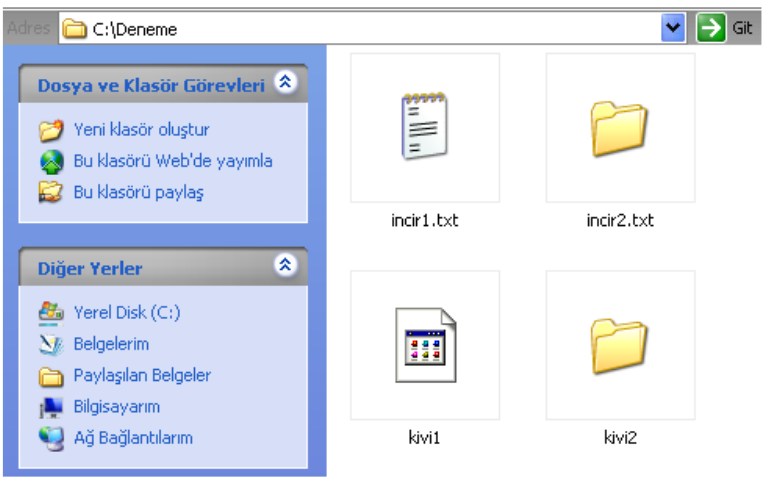 Adres C:\Deneme Git
Dosya ve Klasör Görevleri
Yeni klasör oluştur
Bu klasörü Web'de yayımla
Bu klasörü paylaş
Diğer Yerler
Yerel Disk (C:)
Belgelerim
Paylaşılan Belgeler
Bilgisayarım
Ağ Bağlantılarım
incir1.txt incir2.txt
kivi1 kivi2